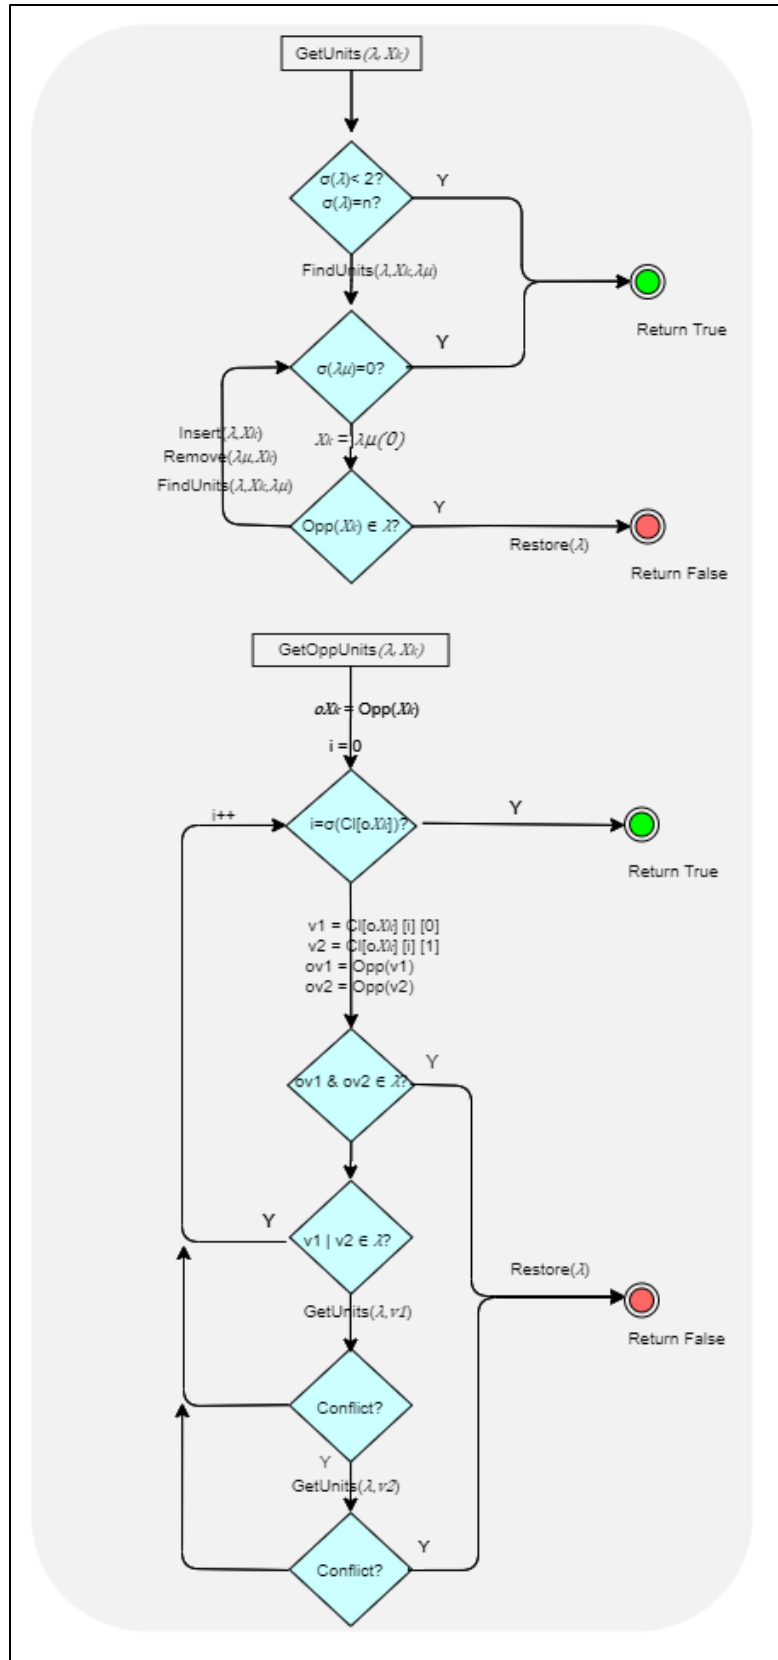 GetUnits(λ, Xk)
σ(λ)< 2?
σ(λ)=n?
Y
FindUnits(λ,Xk,λμ)
Return True
σ(λμ)=0?
Y
Insert(λ,Xk)
Remove(λμ,Xk)
FindUnits(λ,Xk,λμ)
Xk = λμ(0)
Opp(Xk) ∈ λ?
Y
Restore(λ)
Return False
GetOppUnits(λ, Xk)
oXk = Opp(Xk)
i = 0
i++
i=σ(Cl[oXk])?
Y
Return True
v1 = Cl[oXk] [i] [0]
v2 = Cl[oXk] [i] [1]
ov1 = Opp(v1)
ov2 = Opp(v2)
ov1 & ov2 ∈ λ?
Y
Y
v1 | v2 ∈ λ?
Restore(λ)
Return False
GetUnits(λ,v1)
Conflict?
Y
GetUnits(λ,v2)
Conflict?
Y